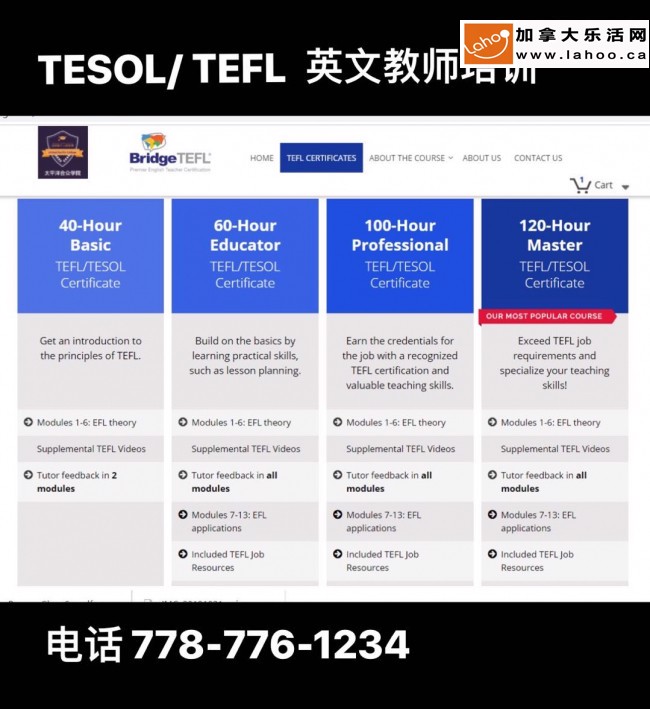 加拿大乐活网
Lahoo
www.lahoo.ca
TESOL/ TEFL 英文教师培训
太平洋台公学院
BridgeTEFL
Premier English Teacher Certification
HOME TEFL CERTIFICATES ABOUT THE COURSE ABOUT US CONTACT US
1
Cart
40-Hour
Basic
TEFL/TESOL
Certificate
Get an introduction to
the principles of TEFL.
Modules 1-6: EFL theory
Supplemental TEFL Videos
Tutor feedback in 2
modules
60-Hour
Educator
TEFL/TESOL
Certificate
Build on the basics by
learning practical skills,
such as lesson planning.
Modules 1-6: EFL theory
Supplemental TEFL Videos
Tutor feedback in all
modules
Modules 7-13: EFL
applications
Included TEFL Job
Resources
100-Hour
Professional
TEFL/TESOL
Certificate
Earn the credentials for
the job with a recognized
TEFL certification and
valuable teaching skills.
Modules 1-6: EFL theory
Supplemental TEFL Videos
Tutor feedback in all
modules
Modules 7-13: EFL
applications
Included TEFL Job
Resources
120-Hour
Master
TEFL/TESOL
Certificate
OUR MOST POPULAR COURSE
Exceed TEFL job
requirements and
specialize your teaching
skills!
Modules 1-6: EFL theory
Supplemental TEFL Videos
Tutor feedback in all
modules
Modules 7-13: EFL
applications
Included TEFL Job
Resources
电话 778-776-1234